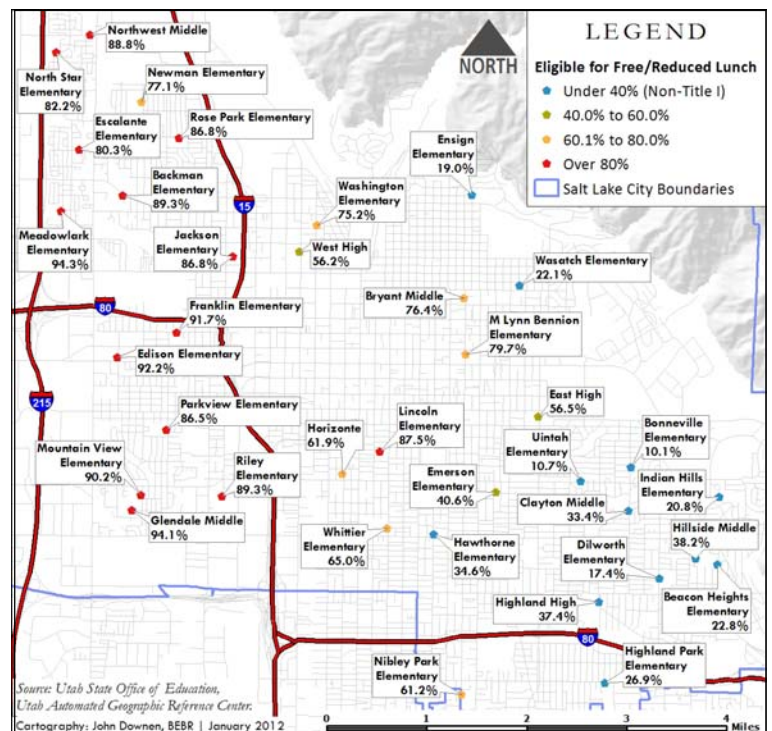 Northwest Middle
88.8%
North Star
Elementary
82.2%
Newman Elementary
77.1%
Escalante
Elementary
80.3%
Rose Park Elementary
86.8%
Backman
Elementary
89.3%
Meadowlark
Elementary
94.3%
Jackson
Elementary
86.8%
15
NORTH
Ensign
Elementary
19.0%
Washington
Elementary
75.2%
West High
56.2%
LEGEND
Eligible for Free/Reduced Lunch
Under 40% (Non-Title I)
40.0% to 60.0%
60.1% to 80.0%
Over 80%
Salt Lake City Boundaries
Wasatch Elementary
22.1%
Bryant Middle
76.4%
M Lynn Bennion
Elementary
79.7%
80
Franklin Elementary
91.7%
Edison Elementary
92.2%
215
Parkview Elementary
86.5%
Mountain View
Elementary
90.2%
Riley
Elementary
89.3%
Glendale Middle
94.1%
Horizonte
61.9%
Lincoln
Elementary
87.5%
East High
56.5%
Emerson
Elementary
40.6%
Uintah
Elementary
10.7%
Bonneville
Elementary
10.1%
Indian Hills
Elementary
20.8%
Clayton Middle
33.4%
Whittier
Elementary
65.0%
Hawthorne
Elementary
34.6%
Dilworth
Elementary
17.4%
Hillside Middle
38.2%
Beacon Heights
Elementary
22.8%
Highland High
37.4%
80
Nibley Park
Elementary
61.2%
Highland Park
Elementary
26.9%
Source: Utah State Office of Education,
Utah Automated Geographic Reference Center.
Cartography: John Downen, BEBR | January 2012
0 1 2 3 4
Miles